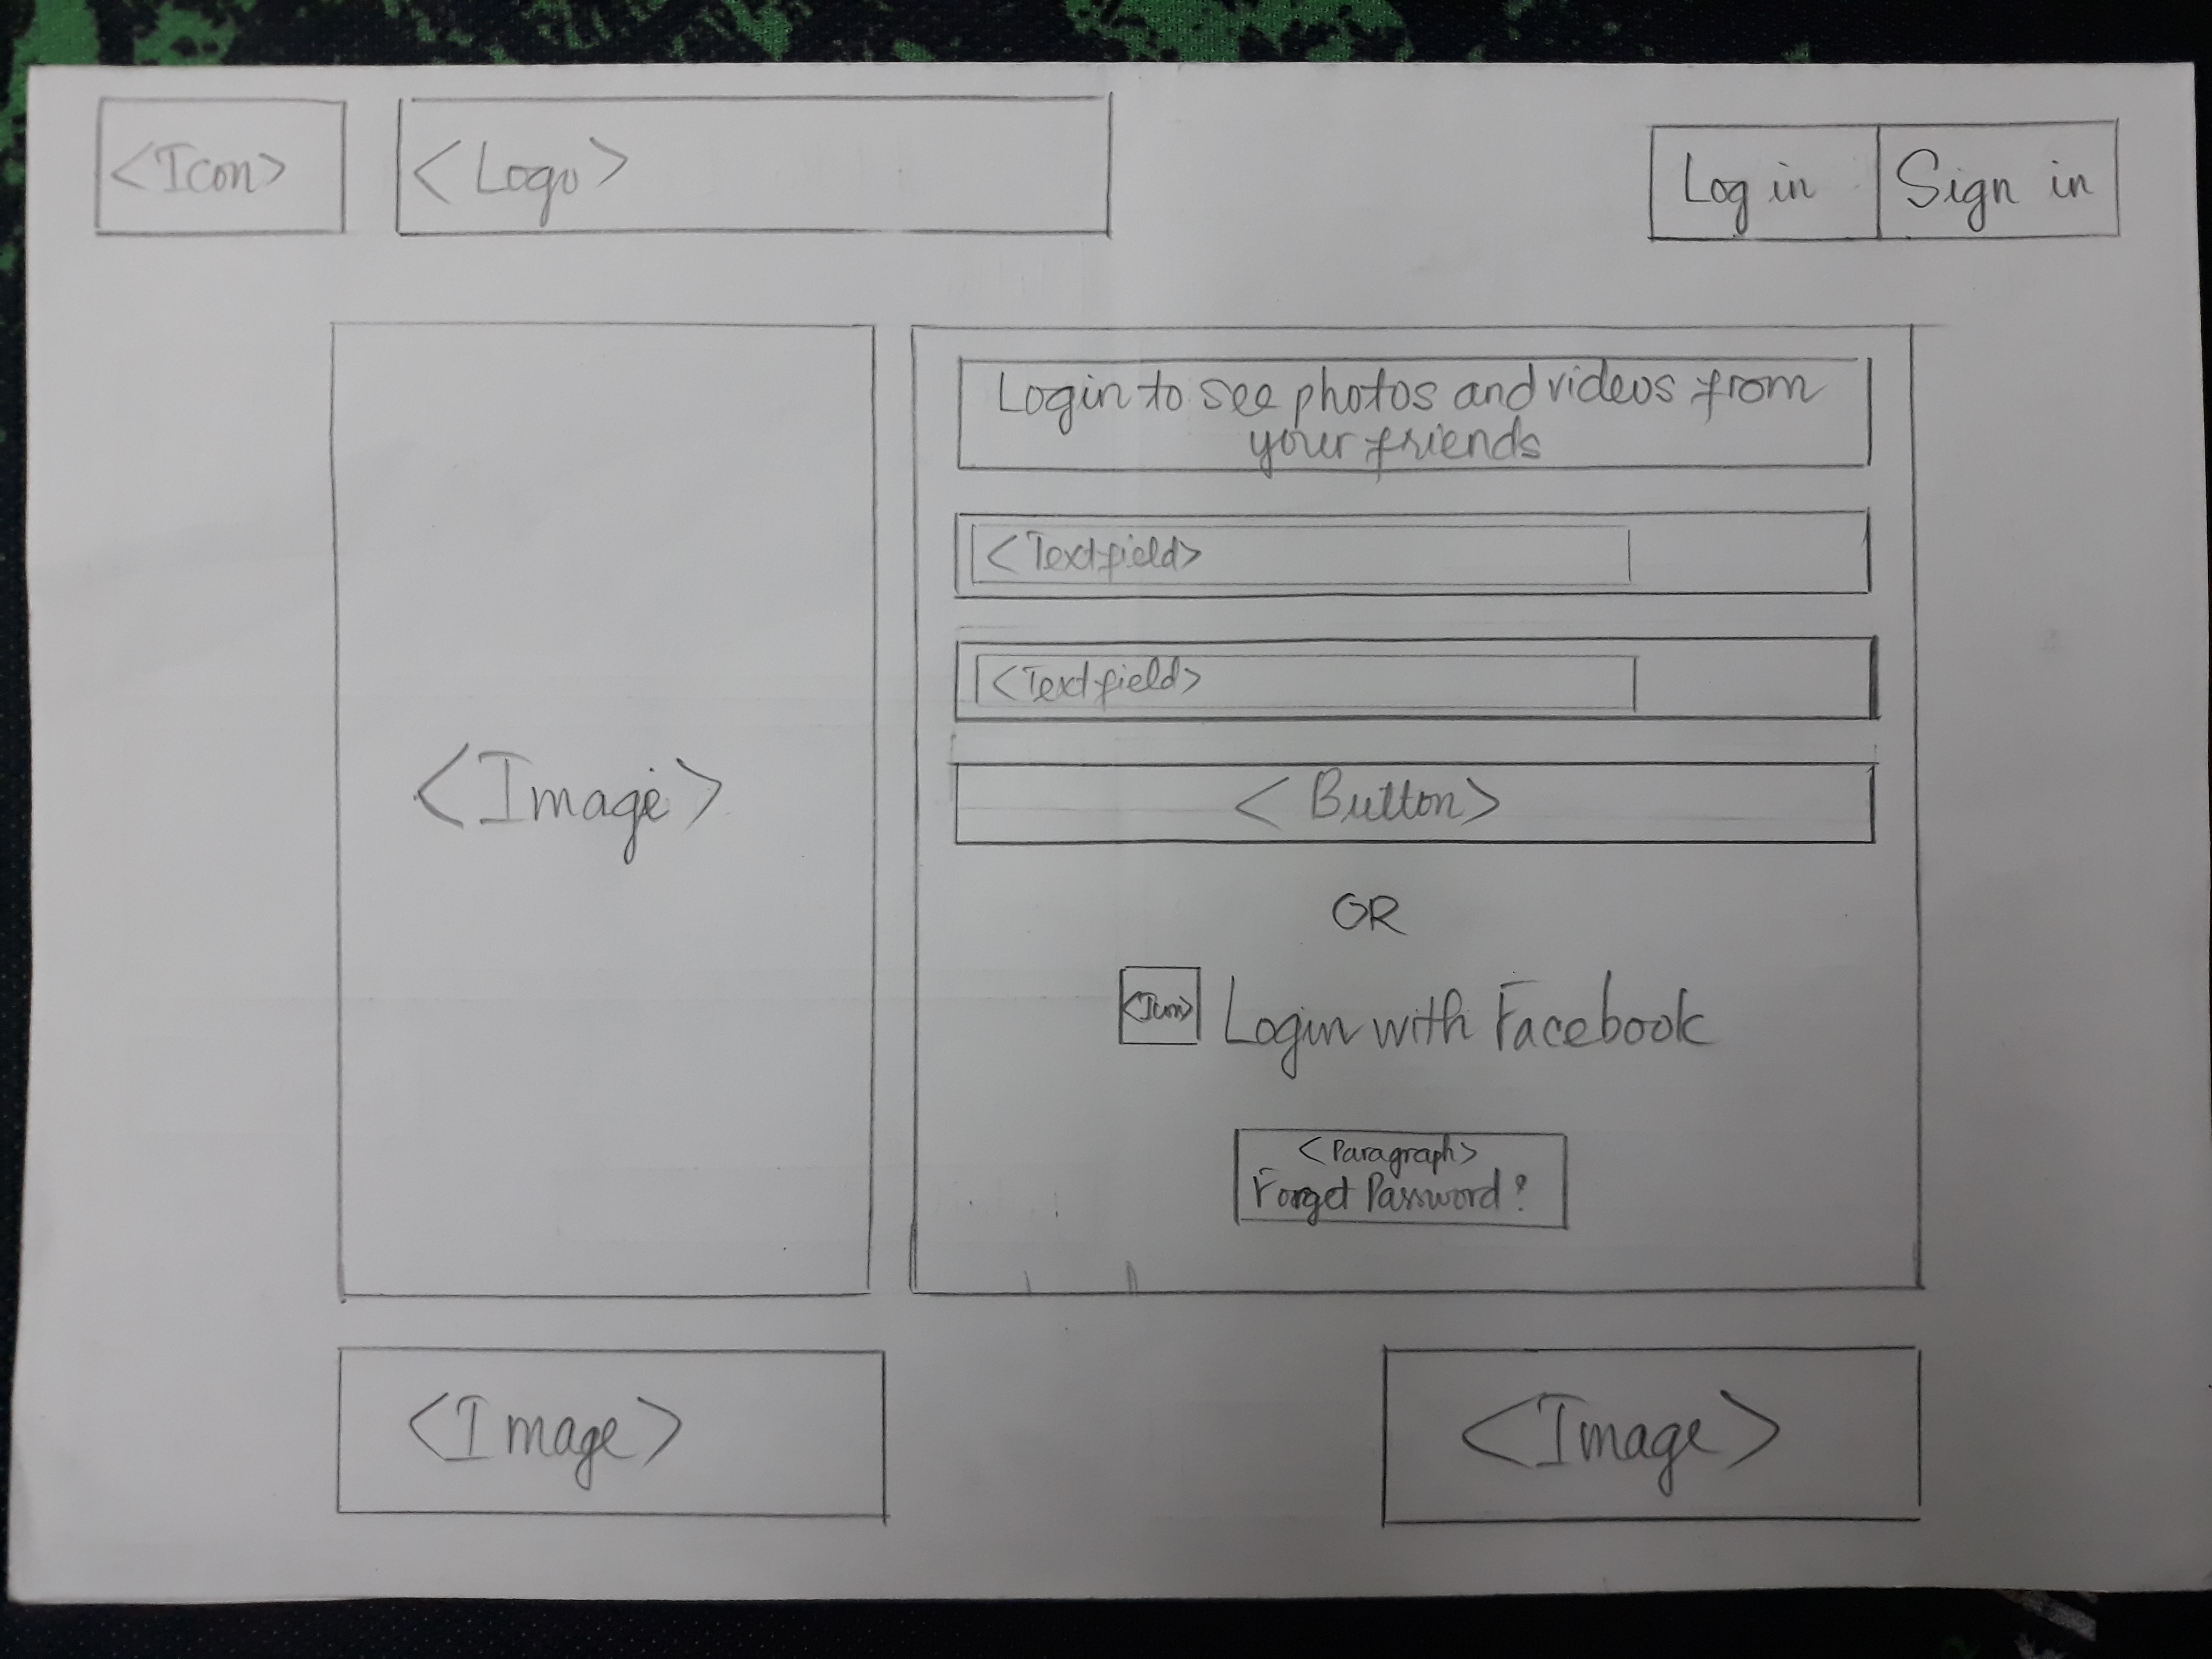 <Icon>
<Logo>
Log in
Sign in
Login to see photos and videos from
your friends
<Textfield>
<Textfield>
<Image>
<Button>
OR
<Icon>
Login with Facebook
<Paragraph>
Forget Password?
<Image>
<Image>